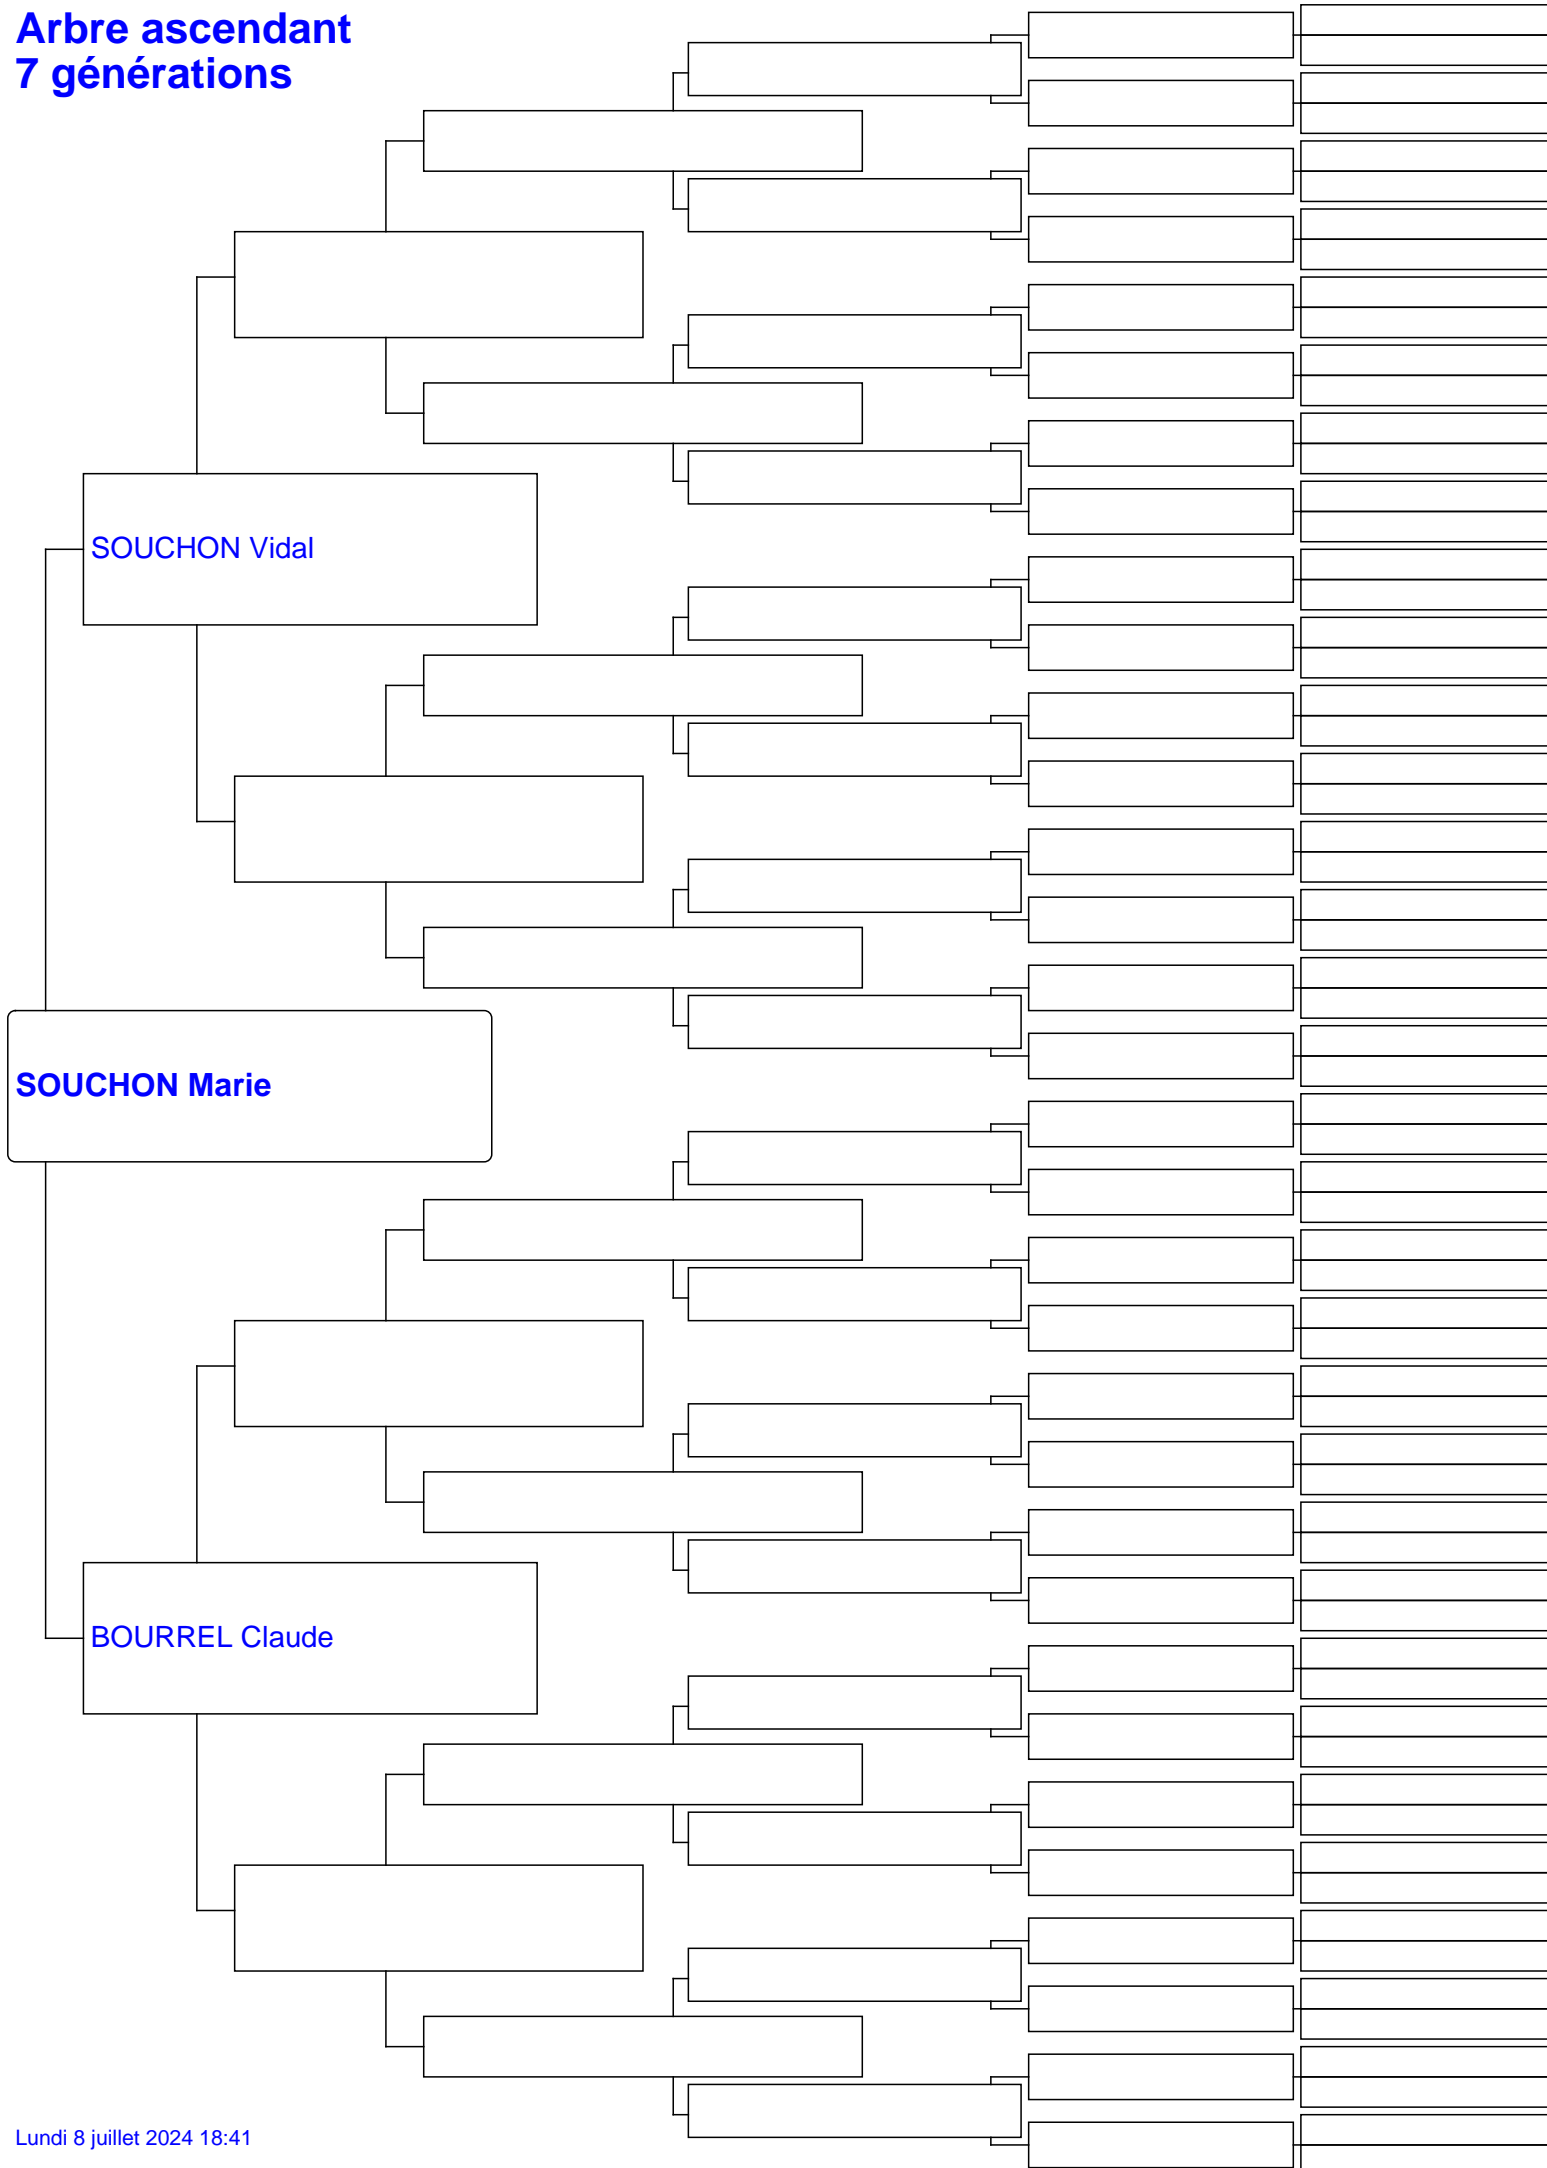 Arbre ascendant
7 générations
SOUCHON Vidal
SOUCHON Marie
BOURREL Claude
Lundi 8 juillet 2024 18:41